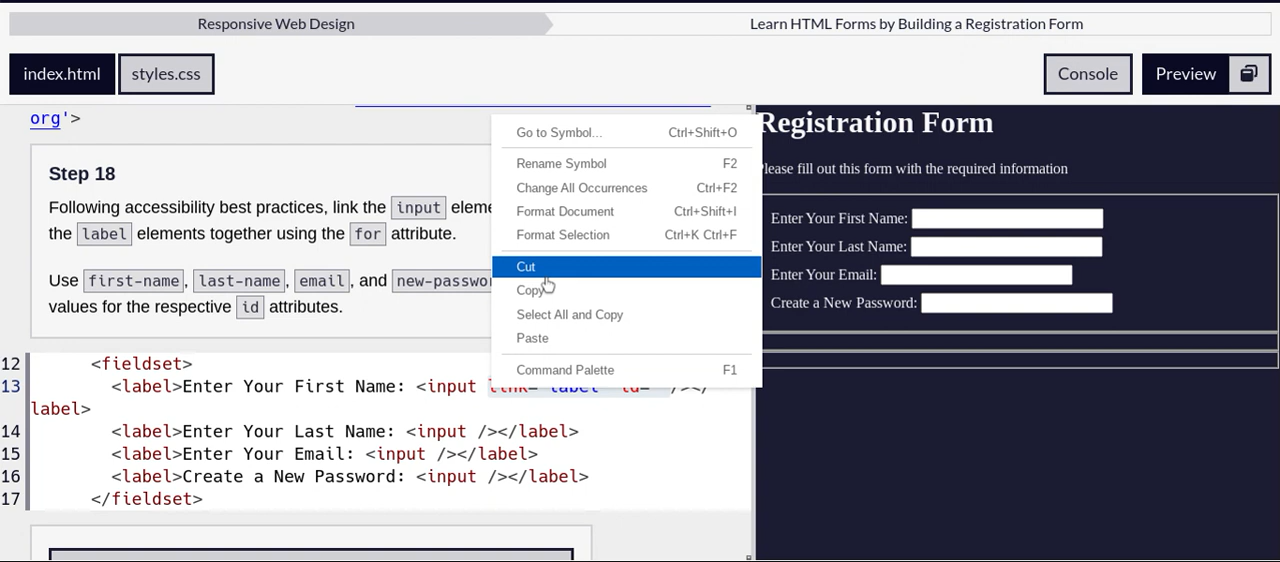 Responsive Web Design
Learn HTML Forms by Building a Registration Form
index.html
styles.css
Console
Preview
org'>
Step 18
Following accessibility best practices, link the input
the label elements together using the for attribute.
Use first-name, last-name, email, and
values for the respective id attributes.
12 <fieldset>
13 <label>Enter Your First Name: <input link="label" id=" "/></
label>
14 <label>Enter Your Last Name: <input /></label>
15 <label>Enter Your Email: <input /></label>
16 <label>Create a New Password: <input /></label>
17 </fieldset>
Go to Symbol... Ctrl+Shift+O
Rename Symbol F2
Change All Occurrences Ctrl+F2
Format Document Ctrl+Shift+I
Format Selection Ctrl+K Ctrl+F
Cut
Copy
Select All and Copy
Paste
Command Palette F1
Registration Form
Please fill out this form with the required information
Enter Your First Name:
Enter Your Last Name:
Enter Your Email:
Create a New Password: